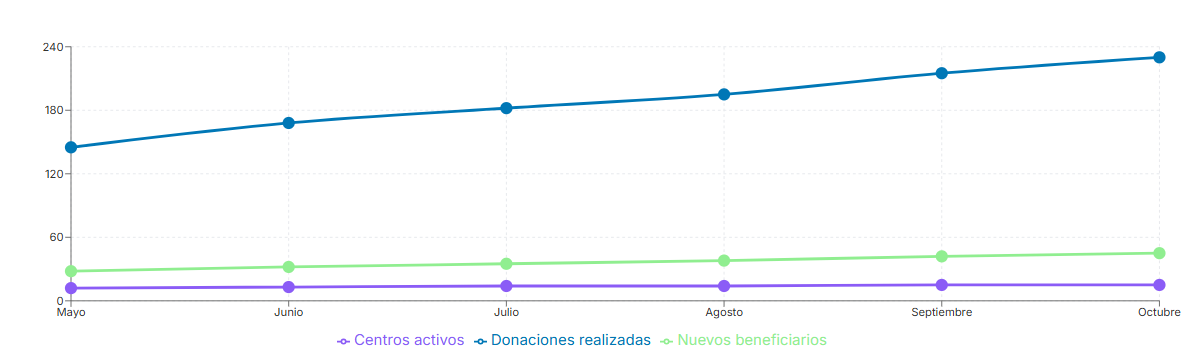 240
180
120
60
0
Mayo Junio Julio Agosto Septiembre Octubre
Centros activos Donaciones realizadas Nuevos beneficiarios